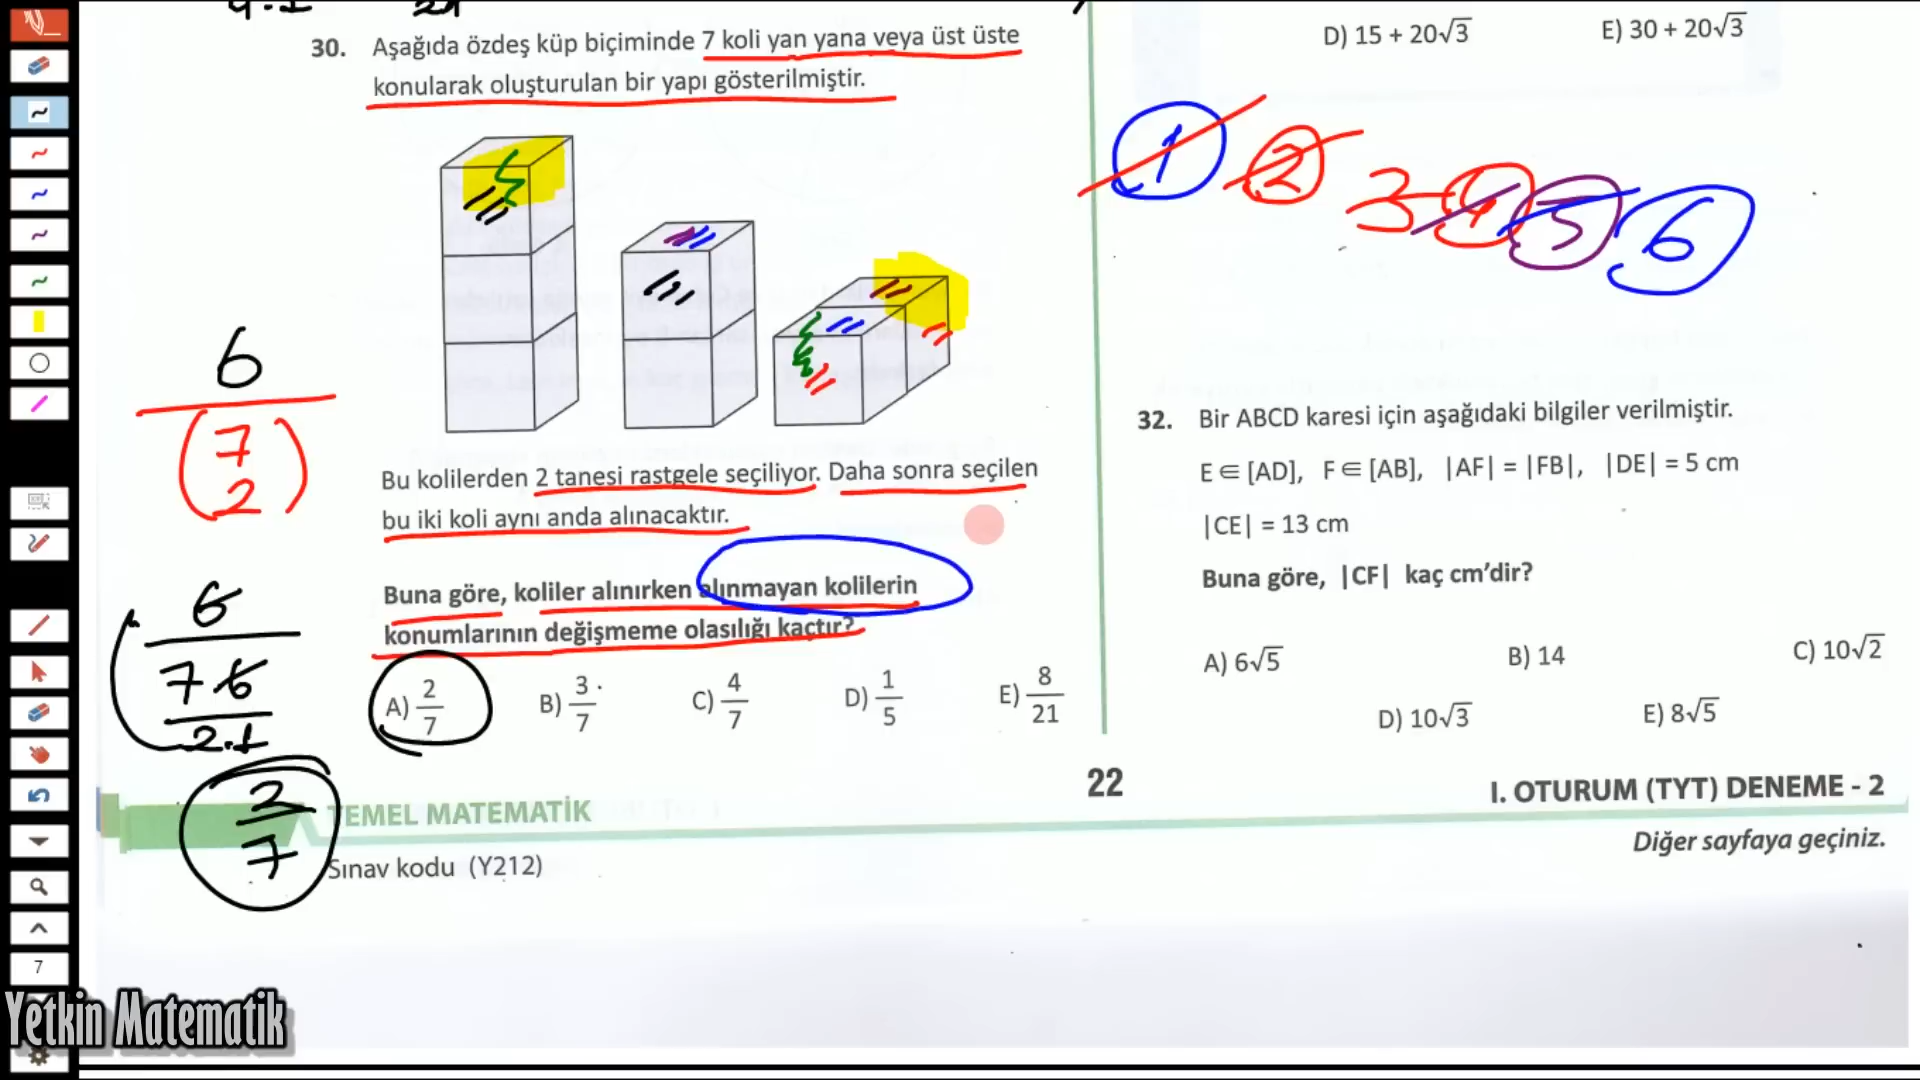 30. Aşağıda özdeş küp biçiminde 7 koli yan yana veya üst üste
konularak oluşturulan bir yapı gösterilmiştir.
Bu kolilerden 2 tanesi rastgele seçiliyor. Daha sonra seçilen
bu iki koli aynı anda alınacaktır.
Buna göre, koliler alınırken alınmayan kolilerin
konumlarının değişmeme olasılığı kaçtır?
A) 2/7 B) 3/7 C) 4/7 D) 1/5 E) 8/21
6
7
2
6
7.6
2.1
2
7
D) 15 + 20√3 E) 30 + 20√3
1 2 3 4 5 6
32. Bir ABCD karesi için aşağıdaki bilgiler verilmiştir.
E ∈ [AD], F ∈ [AB], |AF| = |FB|, |DE| = 5 cm
|CE| = 13 cm
Buna göre, |CF| kaç cm’dir?
A) 6√5 B) 14 C) 10√2
D) 10√3 E) 8√5
22
TEMEL MATEMATİK
I. OTURUM (TYT) DENEME - 2
Sınav kodu (Y212)
Diğer sayfaya geçiniz.
7
Yetkin Matematik